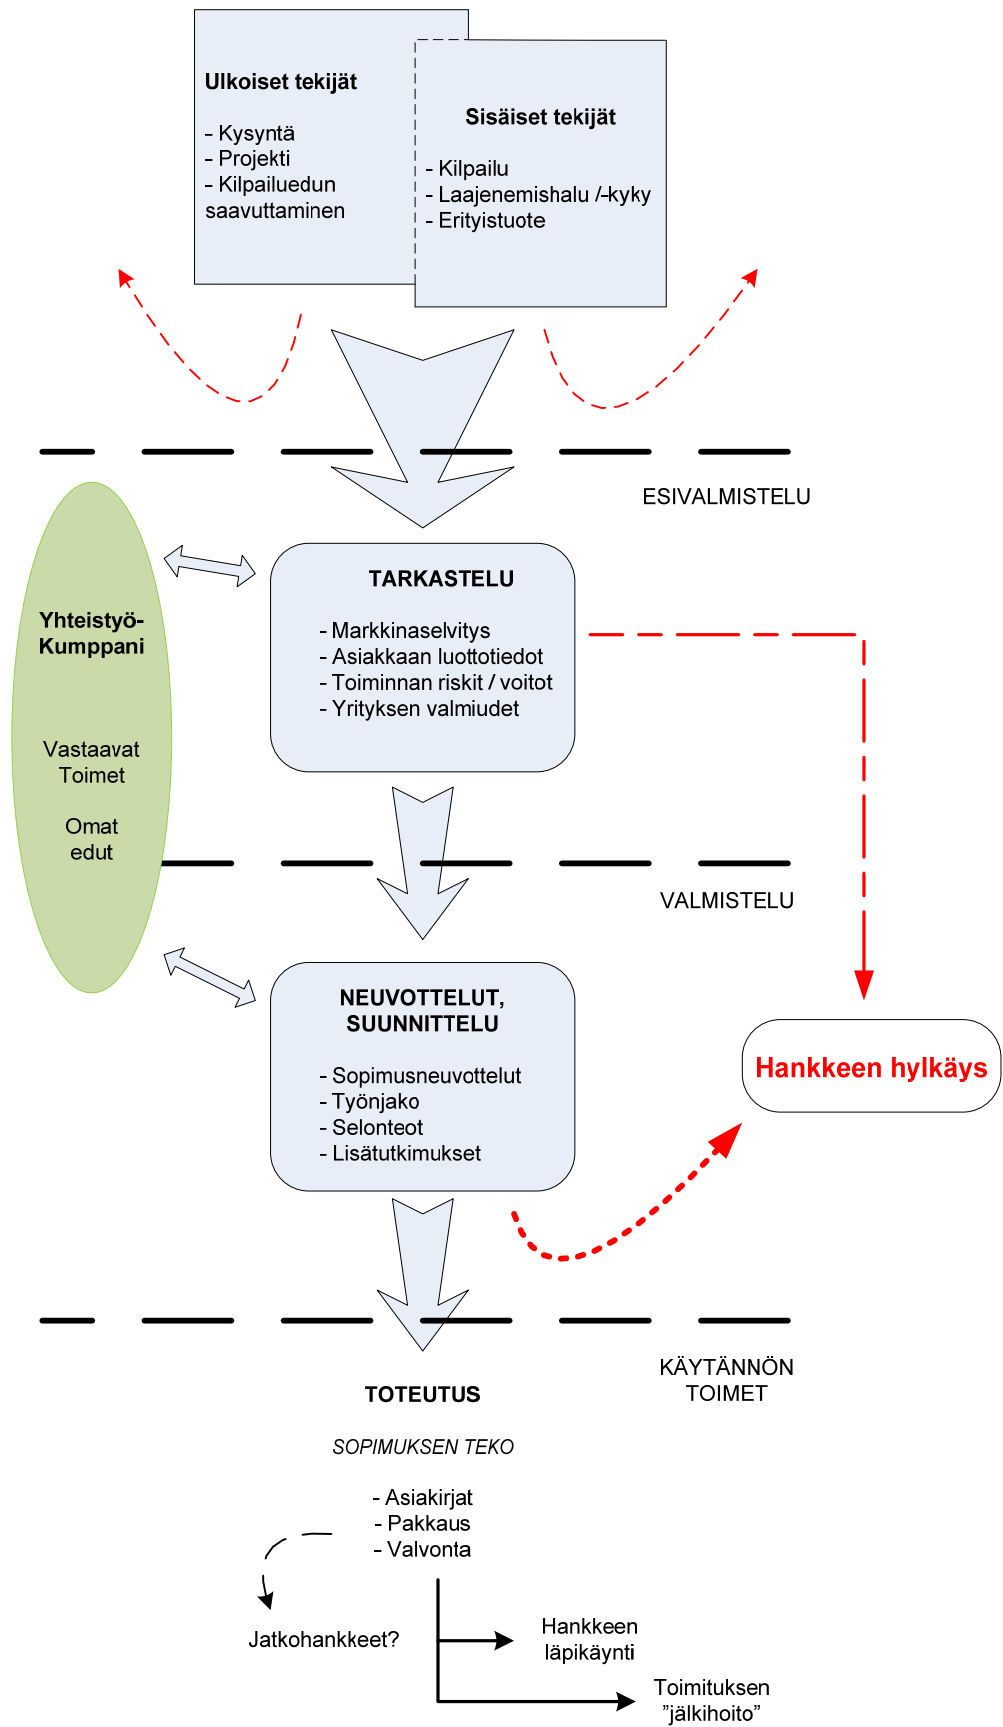 Ulkoiset tekijät
- Kysyntä
- Projekti
- Kilpailuedun
saavuttaminen
Sisäiset tekijät
- Kilpailu
- Laajenemishalu /-kyky
- Erityistuote
ESIVALMISTELU
Yhteistyö-
Kumppani
Vastaavat
Toimet
Omat
edut
TARKASTELU
- Markkinaselvitys
- Asiakkaan luottotiedot
- Toiminnan riskit / voitot
- Yrityksen valmiudet
VALMISTELU
NEUVOTTELUT,
SUUNNITTELU
- Sopimusneuvottelut
- Työnjako
- Selonteot
- Lisätutkimukset
Hankkeen hylkäys
KÄYTÄNNÖN
TOIMET
TOTEUTUS
SOPIMUKSEN TEKO
- Asiakirjat
- Pakkaus
- Valvonta
Jatkohankkeet?
Hankkeen
läpikäynti
Toimituksen
”jälkihoito”